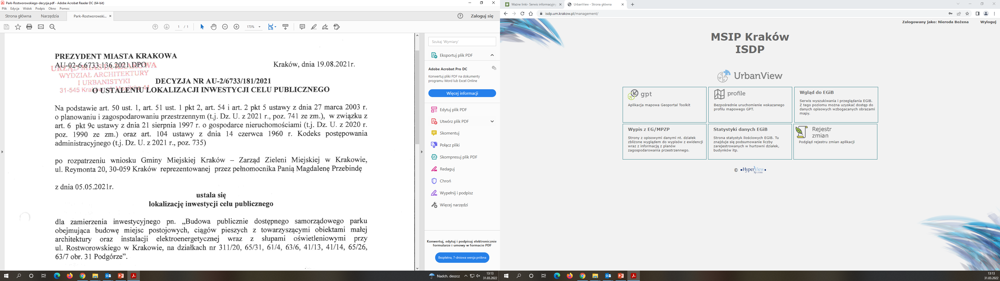 Park-Rostworowskiego-decyzja.pdf - Adobe Acrobat Reader DC (64-bit)
Plik Edycja Widok Podpis Okno Pomoc
Strona główna Narzędzia Park-Rostworowski... × Zaloguj się
1 / 1 173%
PREZYDENT MIASTA KRAKOWA
AU-02-6.6733.136.2021.DPO Kraków, dnia 19.08.2021r.
URZĄD MIASTA KRAKOWA
WYDZIAŁ ARCHITEKTURY
I URBANISTYKI
31-545 Kraków, ul. Mogilska 41
DECYZJA NR AU-2/6733/181/2021
O USTALENIU LOKALIZACJI INWESTYCJI CELU PUBLICZNEGO
Na podstawie art. 50 ust. 1, art. 51 ust. 1 pkt 2, art. 54 i art. 2 pkt 5 ustawy z dnia 27 marca 2003 r.
o planowaniu i zagospodarowaniu przestrzennym (t.j. Dz. U. z 2021 r., poz. 741 ze zm.), w związku z
art. 6 pkt 9c ustawy z dnia 21 sierpnia 1997 r. o gospodarce nieruchomościami (t.j. Dz. U. z 2020 r.
poz. 1990 ze zm.) oraz art. 104 ustawy z dnia 14 czerwca 1960 r. Kodeks postępowania
administracyjnego (t.j. Dz. U. z 2021 r., poz. 735)
po rozpatrzeniu wniosku Gminy Miejskiej Kraków – Zarząd Zieleni Miejskiej w Krakowie,
ul. Reymonta 20, 30-059 Kraków reprezentowanej przez pełnomocnika Panią Magdalenę Przebindę
z dnia 05.05.2021r.
ustala się
lokalizację inwestycji celu publicznego
dla zamierzenia inwestycyjnego pn. „Budowa publicznie dostępnego samorządowego parku
obejmująca budowę miejsc postojowych, ciągów pieszych z towarzyszącymi obiektami małej
architektury oraz instalacji elektroenergetycznej wraz z słupami oświetleniowymi przy
ul. Rostworowskiego w Krakowie, na działkach nr 311/20, 65/31, 61/4, 63/6, 41/13, 41/14, 65/26,
63/7 obr. 31 Podgórze”.
Szukaj 'Wymiary'
Eksportuj plik PDF
Adobe Acrobat Pro DC
Konwertuj pliki PDF na dokumenty
programu Word lub Excel Online
Więcej informacji
Edytuj plik PDF
Utwórz plik PDF
Skomentuj
Połącz pliki
Skompresuj plik PDF
Redaguj
Chroń
Wypełnij i podpisz
Więcej narzędzi
Konwertuj, edytuj i podpisuj elektronicznie
formularze i umowy w formacie PDF
Bezpłatna, 7-dniowa wersja próbna
Nadch. deszcz 13:13
31.03.2022
Ważne linki- Serwis informacyjny × UrbanView - Strona główna ×
isdp.um.krakow.pl/management/
Zalogowany jako: Nieroda Bożena Wyloguj
MSIP Kraków
ISDP
UrbanView
gpt
Aplikacja mapowa Geoportal Toolkit
profile
Bezpośrednie uruchomienie wskazanego
profilu mapowego GPT.
Wgląd do EGiB
Serwis wyszukiwania i przeglądania EGiB.
Z tego poziomu można uzyskać dostęp do
danych opisowych wzbogacanych obrazami
mapy.
Wypis z EG/MPZP
Strony z opisowymi danymi nt. działek
zbliżone wyglądem do wypisów z ewidencji
wraz z informacją z planów
zagospodarowania przestrzennego.
Statystyki danych EGiB
Strona statystyk ilościowych EGiB. Tu
znajduje się podsumowanie liczby
zarejestrowanych w hurtowni działek,
budynków itp.
Rejestr
zmian
Podgląd rejestru zmian aplikacji
© HyperView
Sp. z o.o.
13:13
31.03.2022